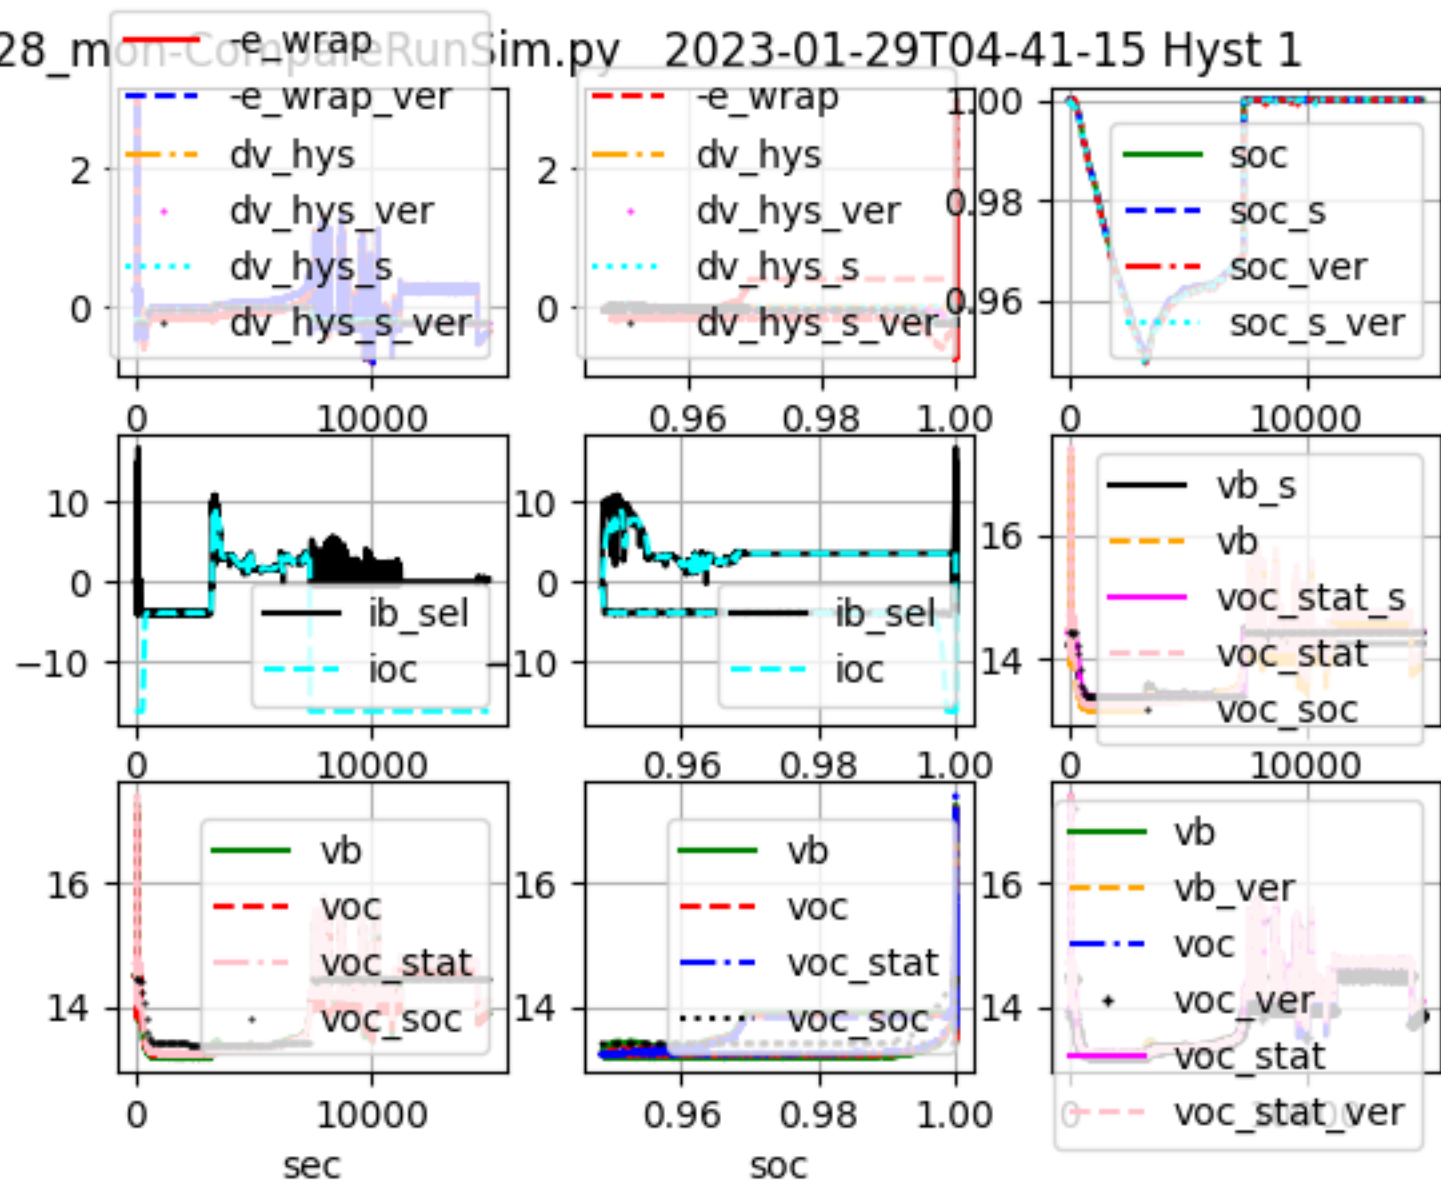 28_mon-CompareRunSim.py 2023-01-29T04-41-15 Hyst 1
-e_wrap
-e_wrap_ver
dv_hys
dv_hys_ver
dv_hys_s
dv_hys_s_ver
2
0
0
10000
-e_wrap
dv_hys
dv_hys_ver
dv_hys_s
dv_hys_s_ver
2
0
0.96
0.98
1.00
soc
soc_s
soc_ver
soc_s_ver
1.00
0.98
0.96
0
10000
10
0
−10
ib_sel
ioc
0
10000
10
0
−10
ib_sel
ioc
0.96
0.98
1.00
16
14
vb_s
vb
voc_stat_s
voc_stat
voc_soc
0
10000
16
14
vb
voc
voc_stat
voc_soc
0
10000
sec
16
14
vb
voc
voc_stat
voc_soc
0.96
0.98
1.00
soc
16
14
vb
vb_ver
voc
voc_ver
voc_stat
voc_stat_ver
0
10000